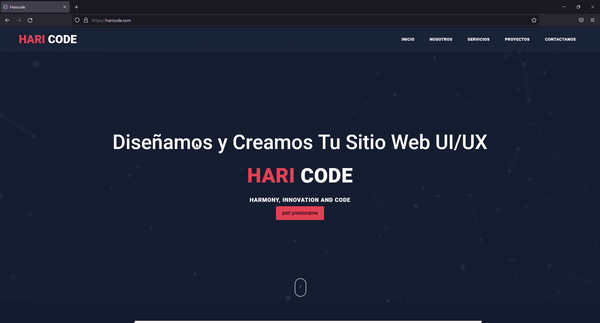 Haricode
https://haricode.com
HARI CODE
INICIO NOSOTROS SERVICIOS PROYECTOS CONTACTANOS
Diseñamos y Creamos Tu Sitio Web UI/UX
HARI CODE
HARMONY, INNOVATION AND CODE
psit presioname